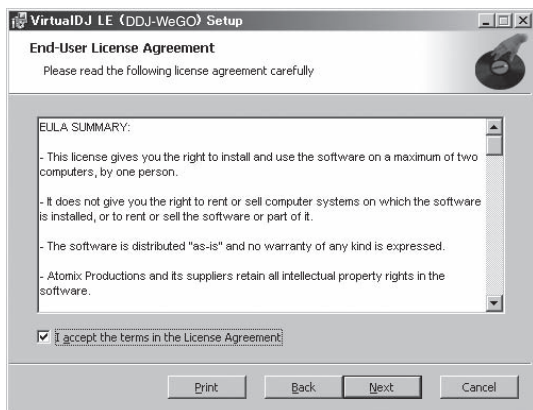 VirtualDJ LE (DDJ-WeGO) Setup
End-User License Agreement
Please read the following license agreement carefully
EULA SUMMARY:
- This license gives you the right to install and use the software on a maximum of two
computers, by one person.
- It does not give you the right to rent or sell computer systems on which the software
is installed, or to rent or sell the software or part of it.
- The software is distributed "as-is" and no warranty of any kind is expressed.
- Atomix Productions and its suppliers retain all intellectual property rights in the
software.
I accept the terms in the License Agreement
Print
Back
Next
Cancel